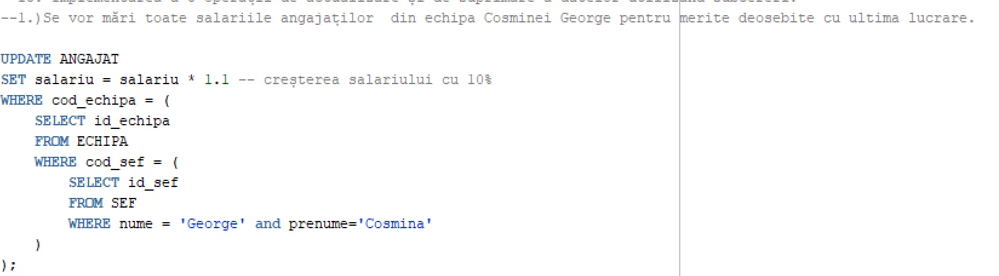 --1.)Se vor mări toate salariile angajaților  din echipa Cosminei George pentru merite deosebite cu ultima lucrare.
UPDATE ANGAJAT
SET salariu = salariu * 1.1 -- creșterea salariului cu 10%
WHERE cod_echipa = (
    SELECT id_echipa
    FROM ECHIPA
    WHERE cod_sef = (
        SELECT id_sef
        FROM SEF
        WHERE nume = 'George' and prenume='Cosmina'
    )
);